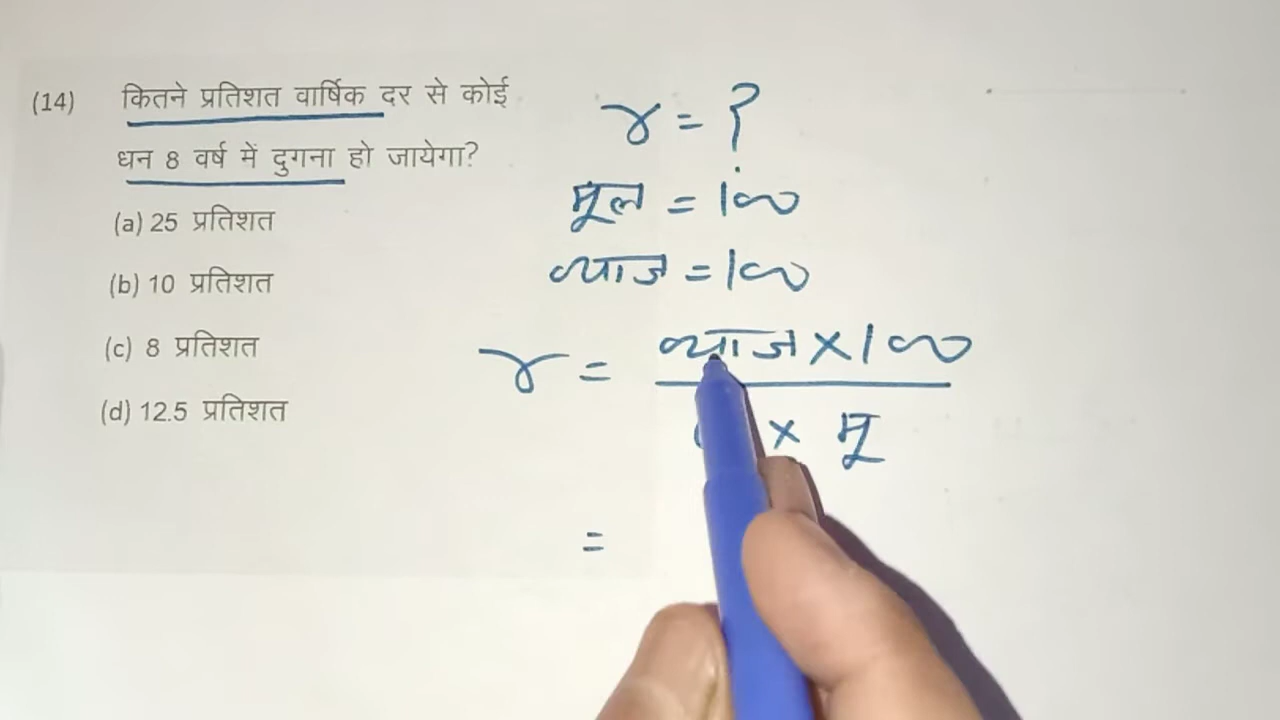 (14) कितने प्रतिशत वार्षिक दर से कोई
धन 8 वर्ष में दुगना हो जायेगा?
(a) 25 प्रतिशत
(b) 10 प्रतिशत
(c) 8 प्रतिशत
(d) 12.5 प्रतिशत
r = ?
मूल = 100
ब्याज = 100
r = ब्याज × 100
× मू
=